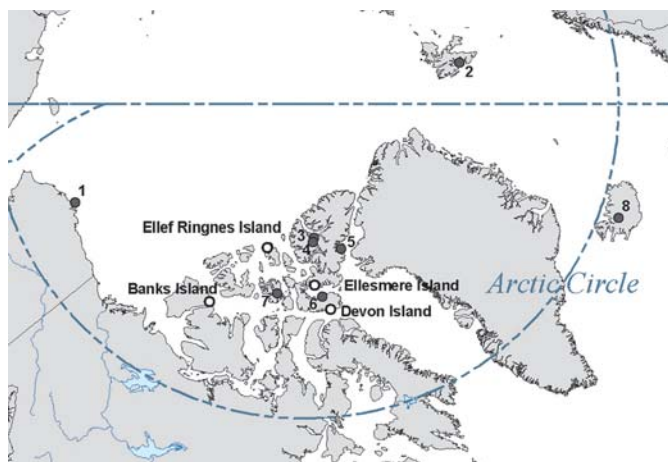 2
1
8
Ellef Ringnes Island
3
4
5
Banks Island
Ellesmere Island
Arctic Circle
7
6
Devon Island